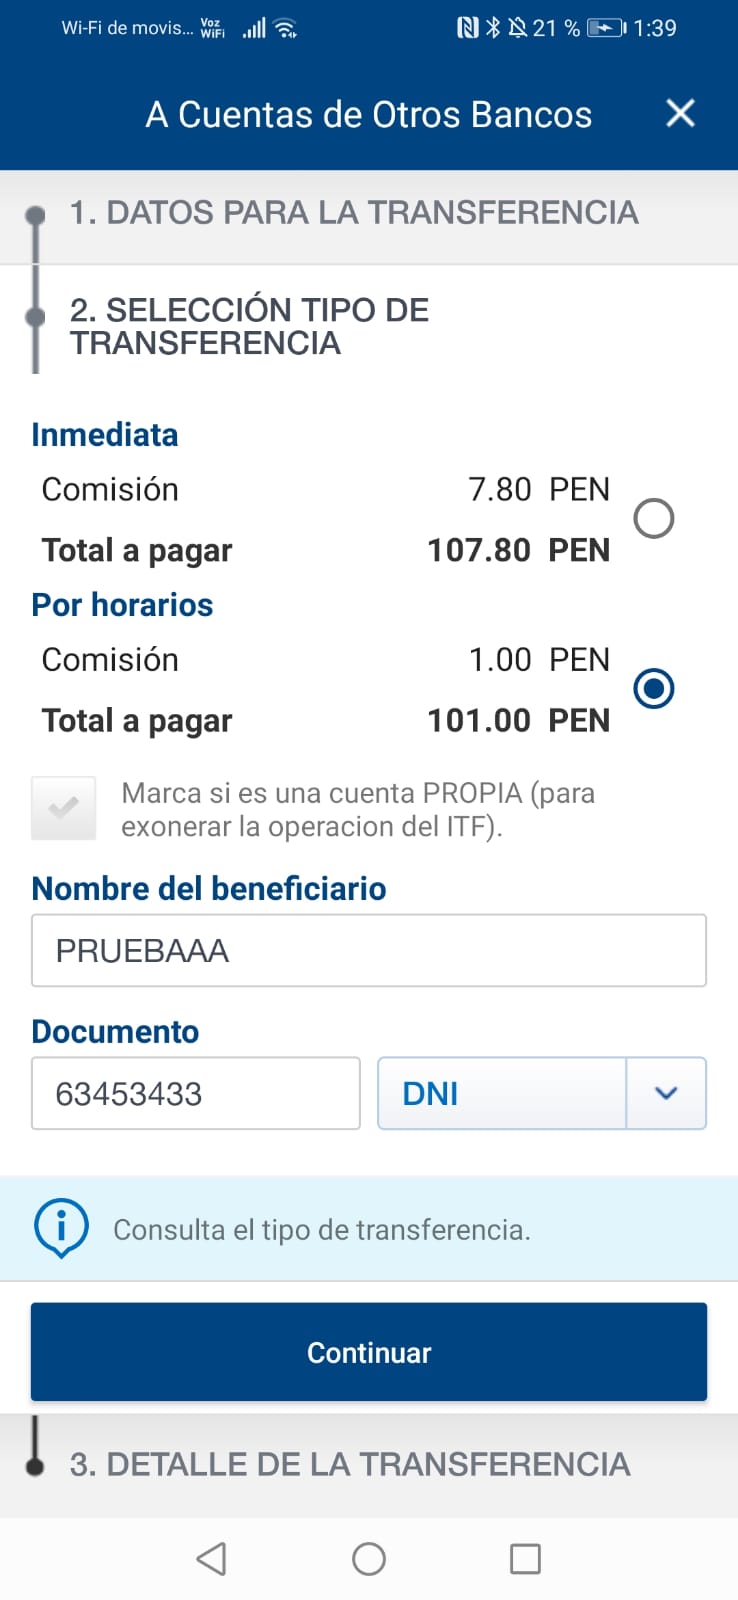 Wi-Fi de movis... Voz WiFi 21 % 1:39
A Cuentas de Otros Bancos
1. DATOS PARA LA TRANSFERENCIA
2. SELECCIÓN TIPO DE
TRANSFERENCIA
Inmediata
Comisión 7.80 PEN
Total a pagar 107.80 PEN
Por horarios
Comisión 1.00 PEN
Total a pagar 101.00 PEN
Marca si es una cuenta PROPIA (para
exonerar la operacion del ITF).
Nombre del beneficiario
PRUEBAAA
Documento
63453433 DNI
Consulta el tipo de transferencia.
Continuar
3. DETALLE DE LA TRANSFERENCIA